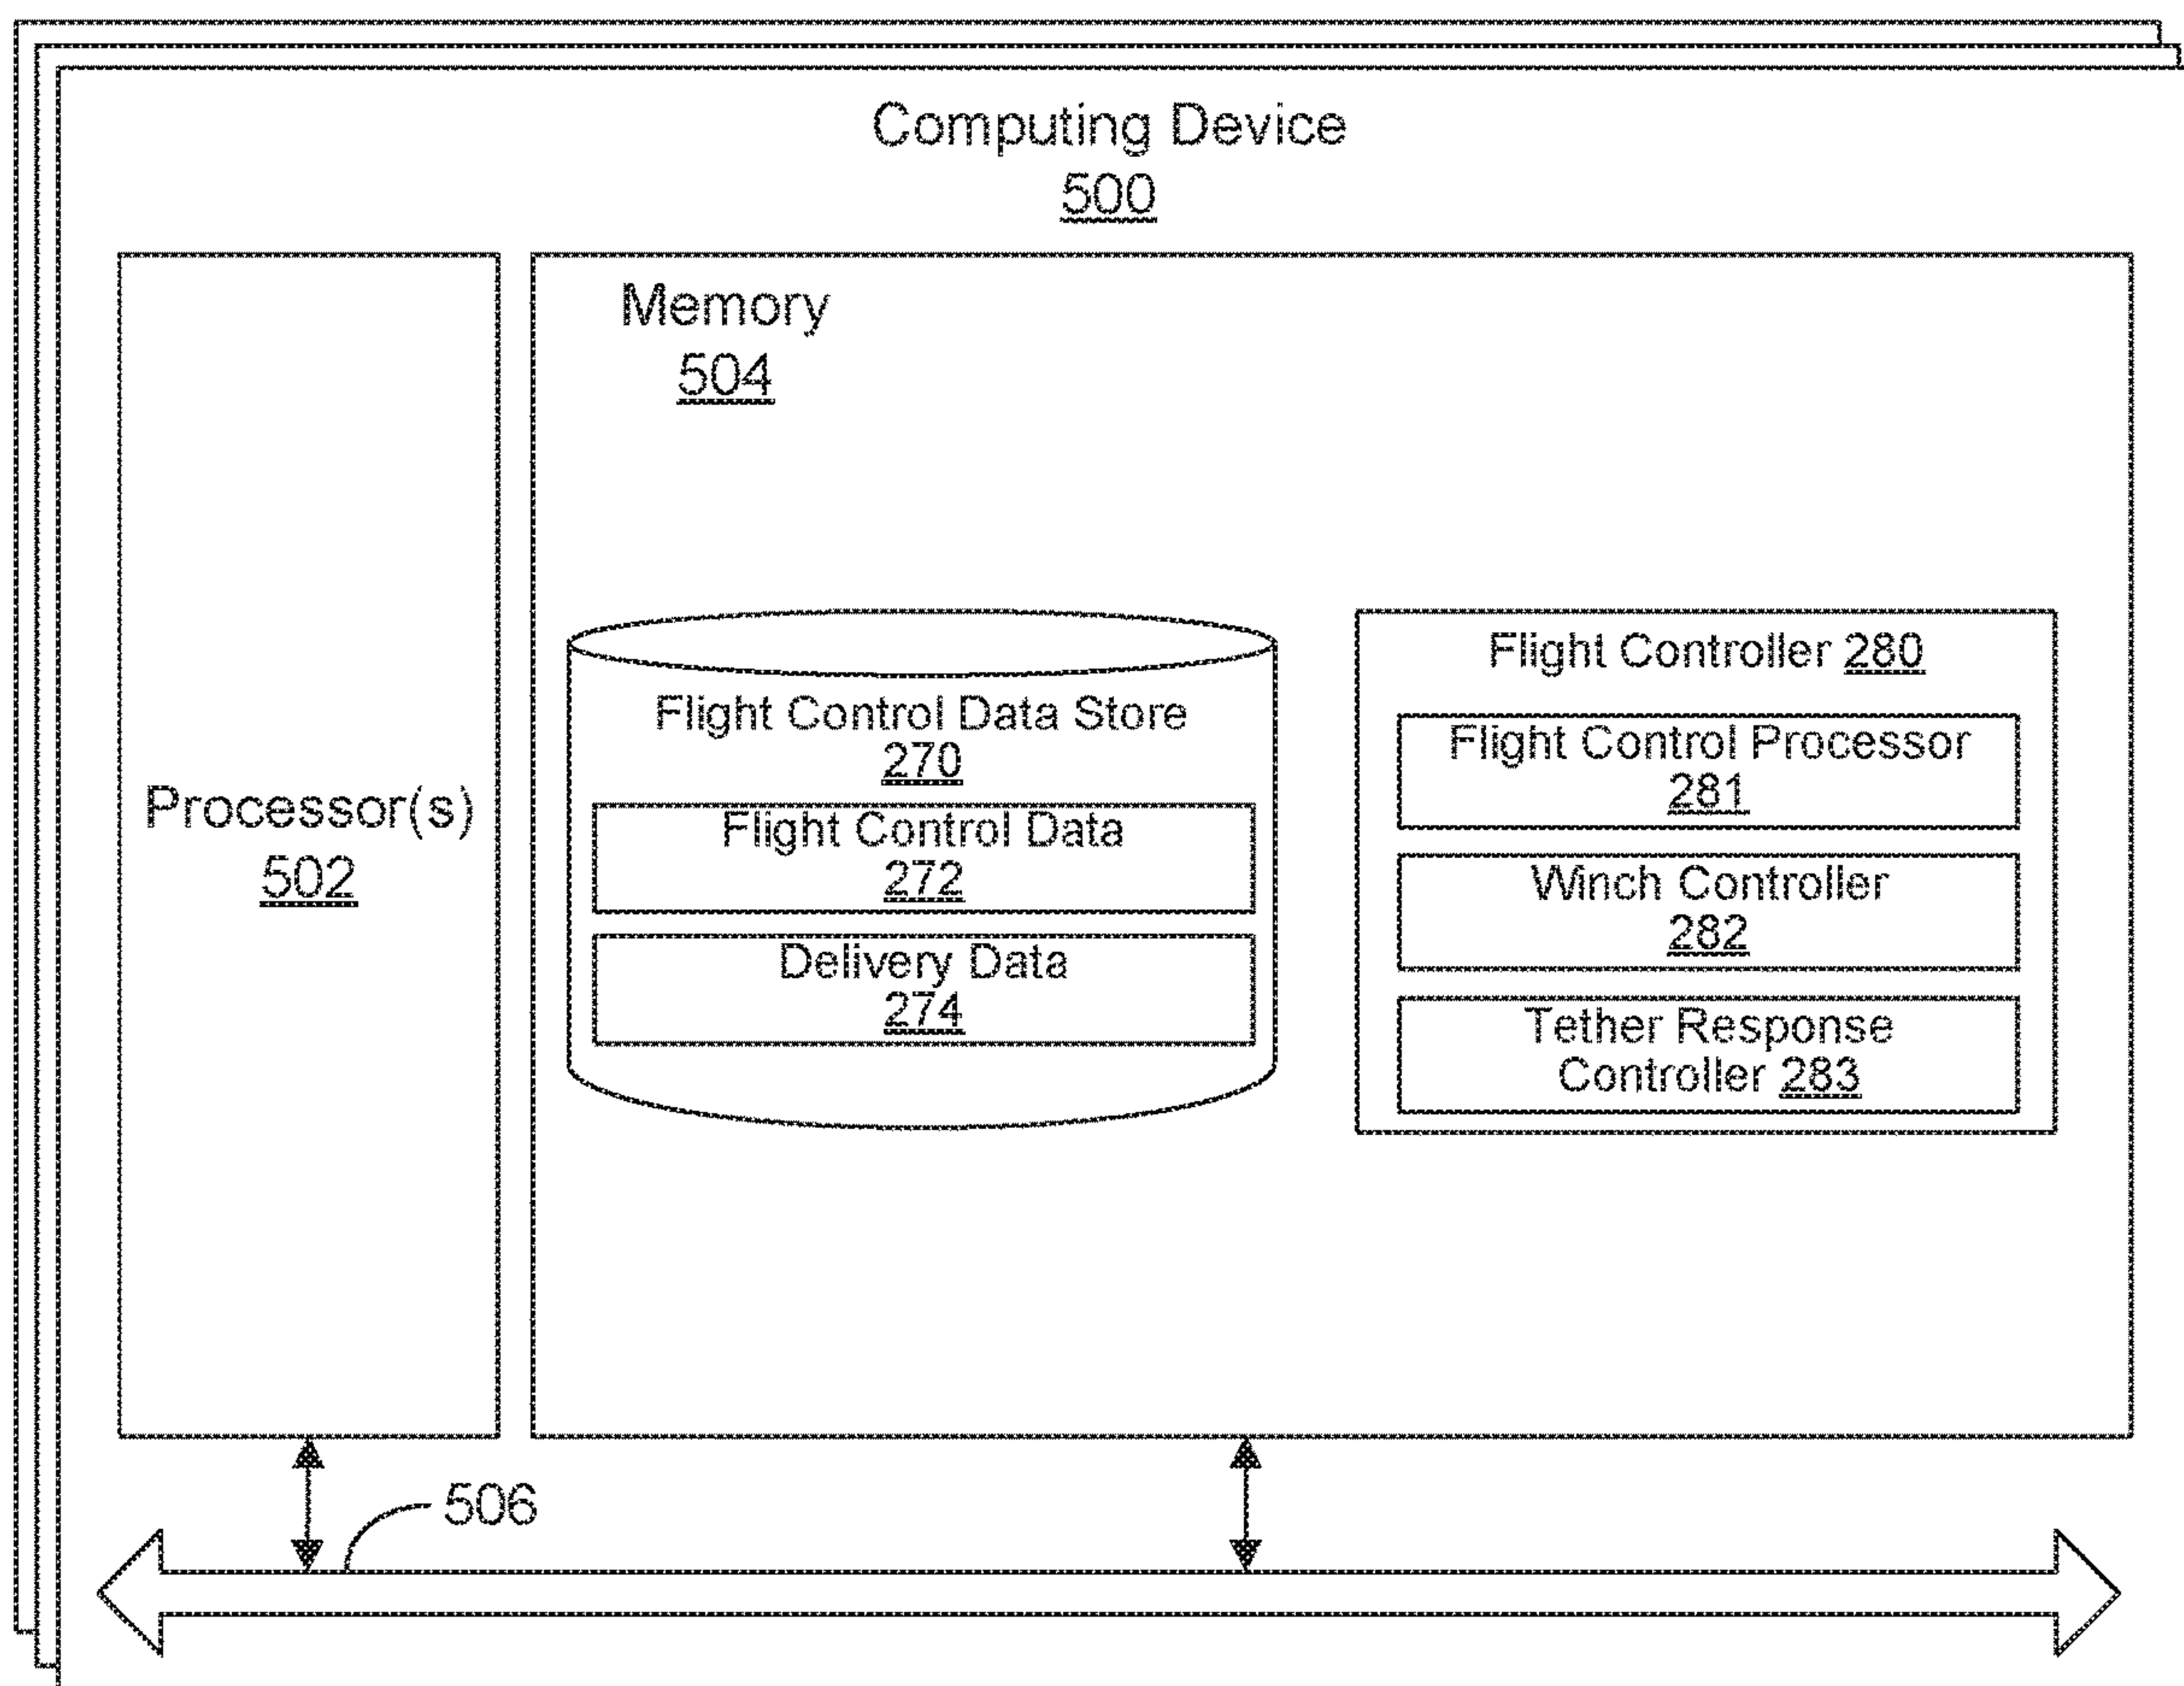 Computing Device
500
Memory
504
Processor(s)
502
Flight Control Data Store
270
Flight Control Data
272
Delivery Data
274
Flight Controller 280
Flight Control Processor
281
Winch Controller
282
Tether Response
Controller 283
506